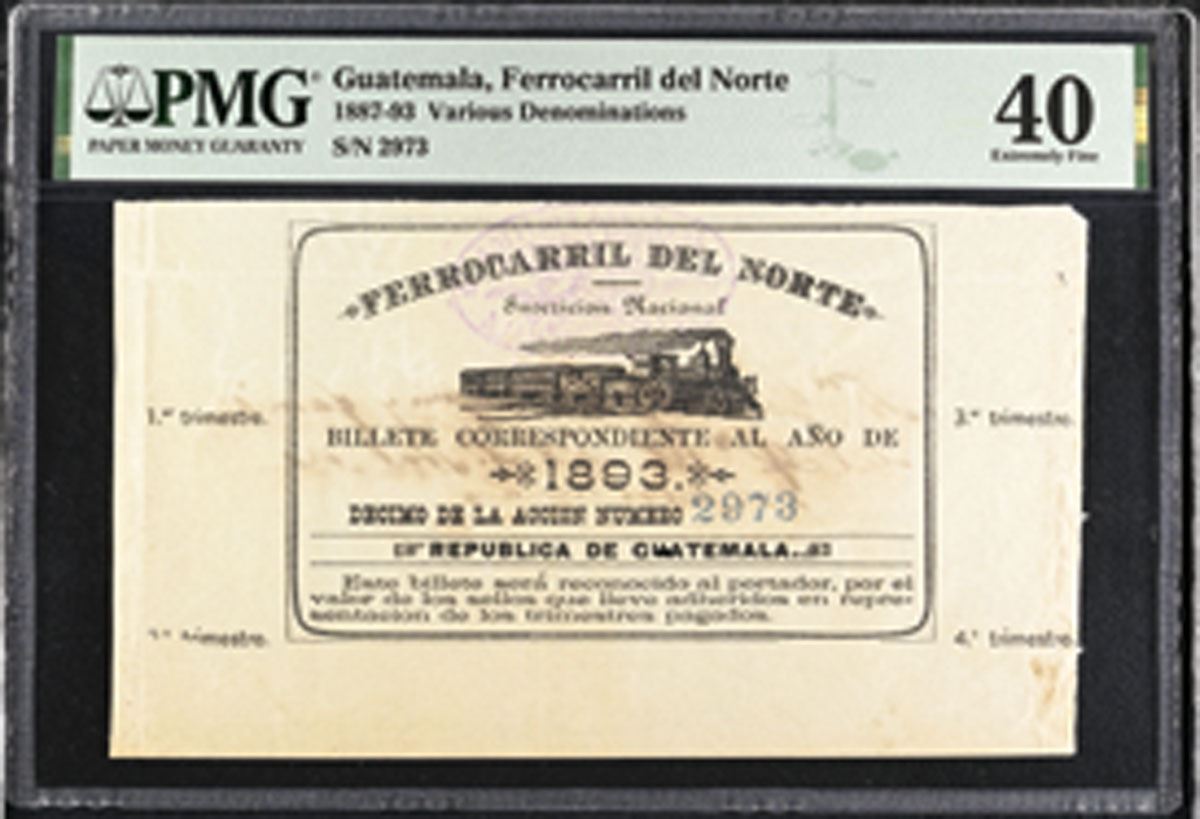 PMG
PAPER MONEY GUARANTY
Guatemala, Ferrocarril del Norte
1887-93 Various Denominations
S/N 2973
40
Extremely Fine
FERROCARRIL DEL NORTE
Suscricion Nacional
1.er trimestre.
3.er trimestre.
BILLETE CORRESPONDIENTE AL AÑO DE
1893.
DECIMO DE LA ACCION NUMERO 2973
REPUBLICA DE GUATEMALA.
Este billete será reconocido al portador, por el
valor de los sellos que lleve adheridos en repre-
sentacion de los trimestres pagados.
trimestre.
4.º trimestre.